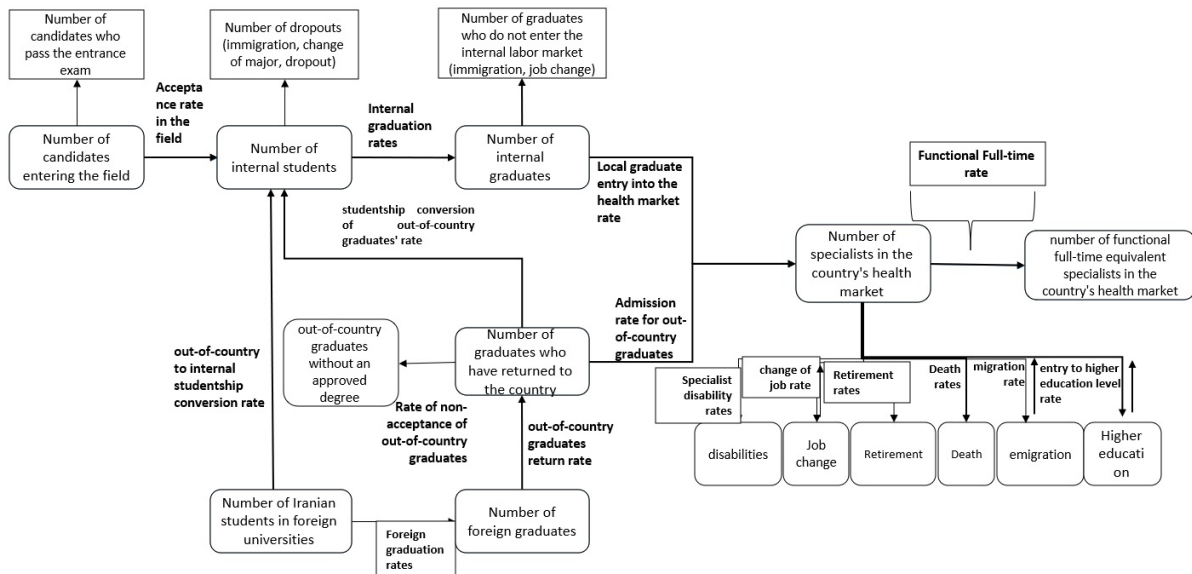 Number of
candidates who
pass the entrance
exam
Number of dropouts
(immigration, change
of major, dropout)
Number of graduates
who do not enter the
internal labor market
(immigration, job change)
Accepta
nce rate
in the
field
Internal
graduation
rates
Number of
candidates
entering the field
Number of
internal students
Number of
internal
graduates
Local graduate
entry into the
health market
rate
Functional Full-time
rate
studentship conversion
of out-of-country
graduates' rate
Number of
specialists in the
country's health
market
number of functional
full-time equivalent
specialists in the
country's health market
out-of-country
to internal
studentship
conversion rate
out-of-country
graduates
without an
approved
degree
Number of
graduates who
have returned to
the country
Admission
rate for out-
of-country
graduates
Rate of non-
acceptance of
out-of-country
graduates
out-of-country
graduates
return rate
Specialist
disability
rates
change of
job rate
Retirement
rates
Death
rates
migration
rate
entry to higher
education level
rate
disabilities
Job
change
Retirement
Death
emigration
Higher
educati
on
Number of Iranian
students in foreign
universities
Foreign
graduation
rates
Number of
foreign graduates